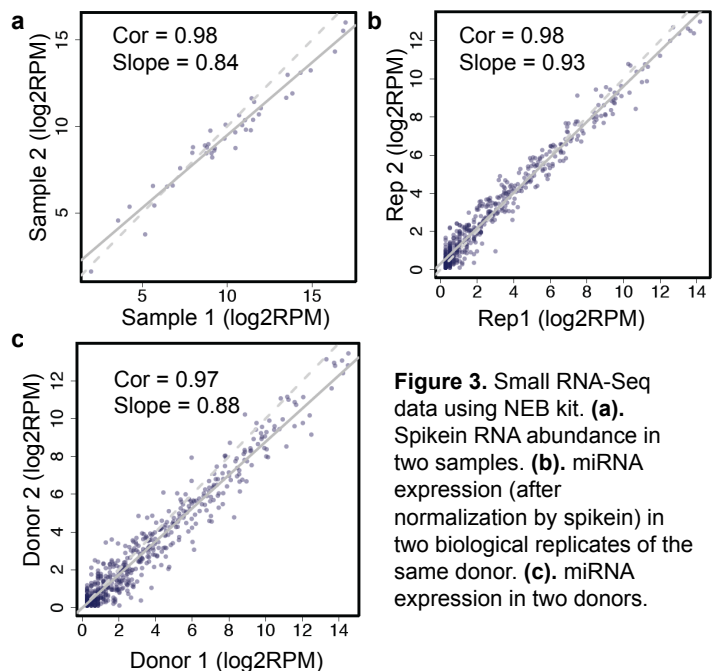 a
Cor = 0.98
Slope = 0.84
15
10
5
Sample 2 (log2RPM)
5
10
15
Sample 1 (log2RPM)
b
Cor = 0.98
Slope = 0.93
12
10
8
6
4
2
0
Rep 2 (log2RPM)
0
2
4
6
8
10
12
14
Rep1 (log2RPM)
c
Cor = 0.97
Slope = 0.88
12
10
8
6
4
2
0
Donor 2 (log2RPM)
0
2
4
6
8
10
12
14
Donor 1 (log2RPM)
Figure 3. Small RNA-Seq
data using NEB kit. (a).
Spikein RNA abundance in
two samples. (b). miRNA
expression (after
normalization by spikein) in
two biological replicates of the
same donor. (c). miRNA
expression in two donors.